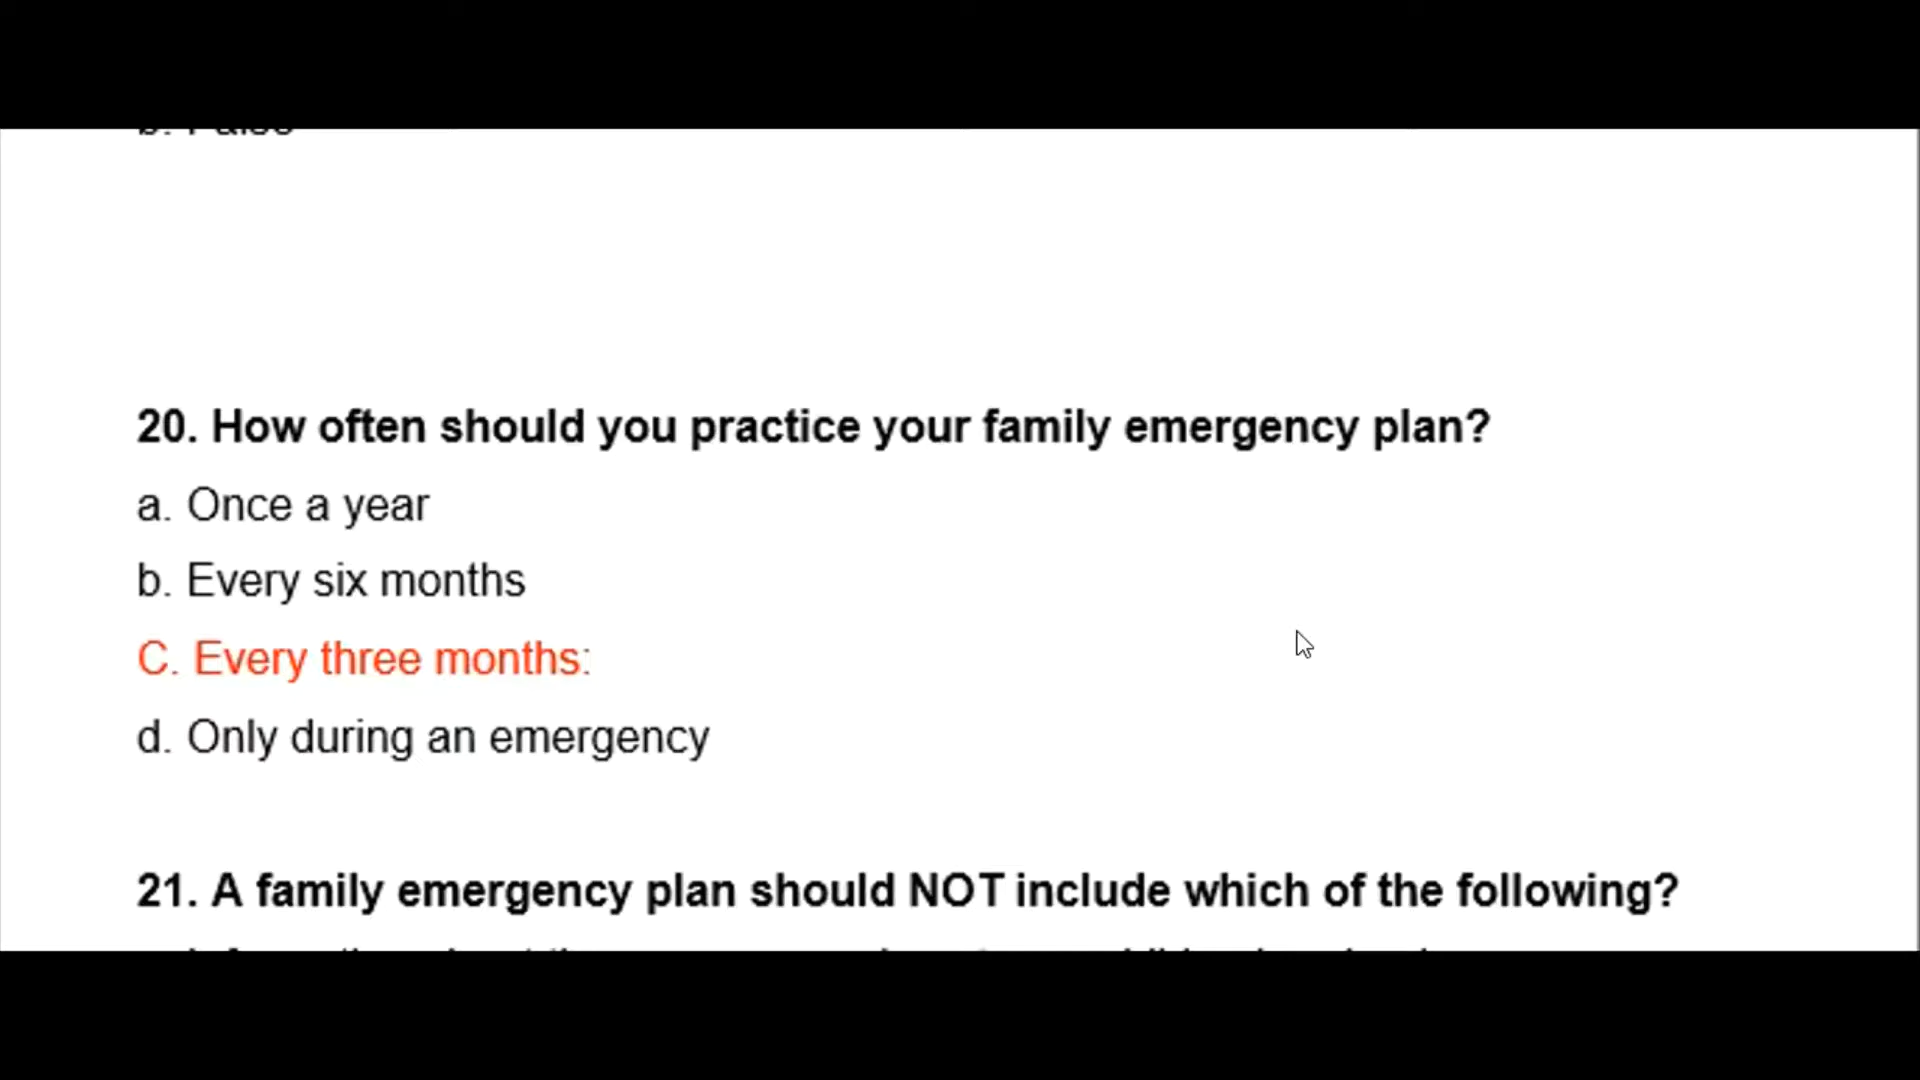 b. False
20. How often should you practice your family emergency plan?
a. Once a year
b. Every six months
C. Every three months:
d. Only during an emergency
21. A family emergency plan should NOT include which of the following?